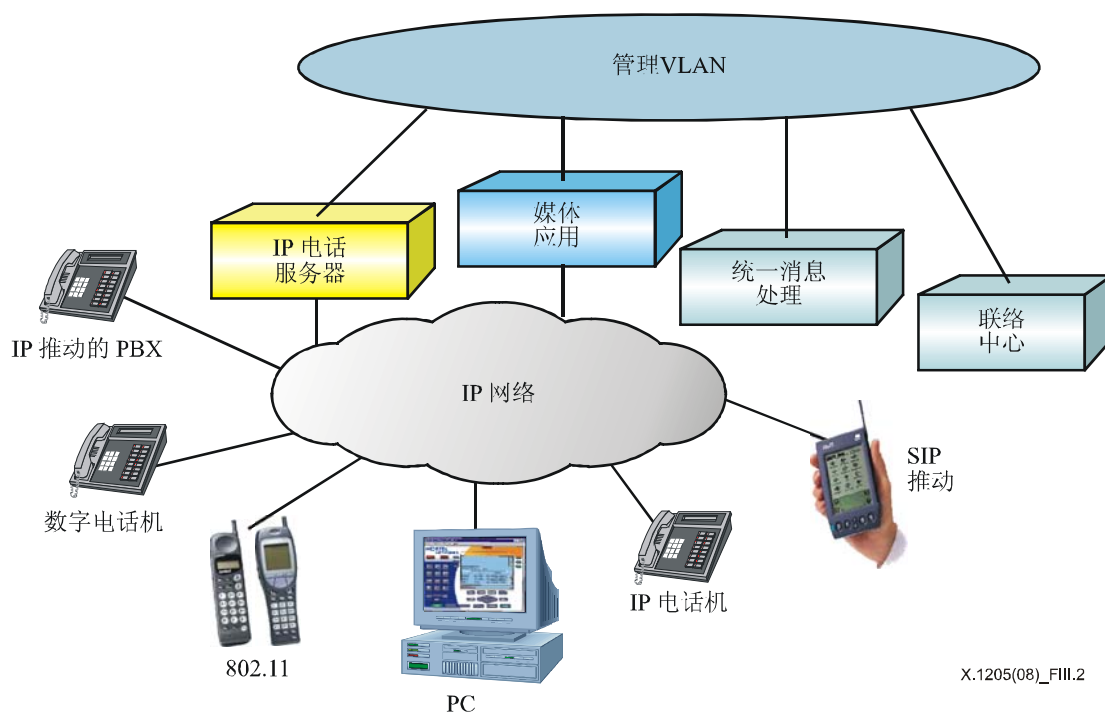 管理VLAN
IP 电话
服务器
媒体
应用
统一消息
处理
联络
中心
IP 推动的 PBX
IP 网络
数字电话机
SIP
推动
802.11
PC
IP 电话机
X.1205(08)_FIII.2